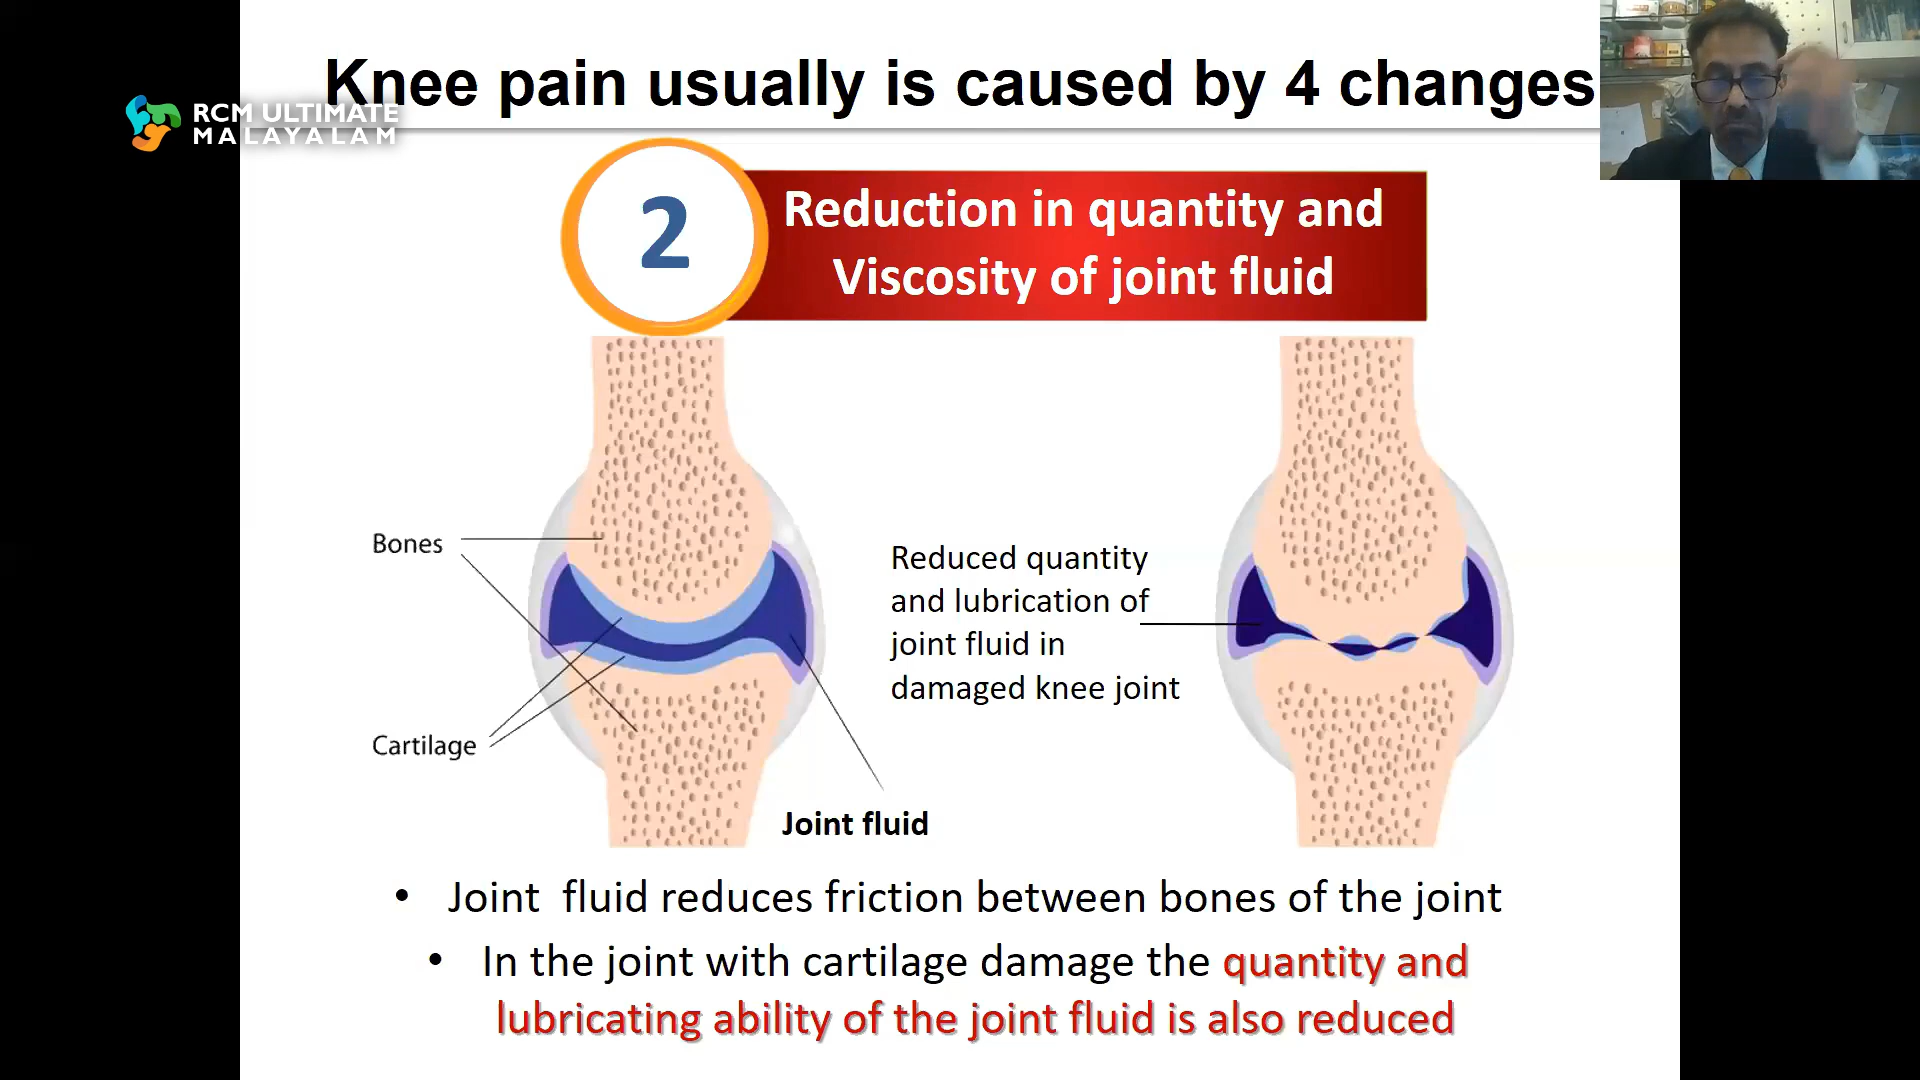 Knee pain usually is caused by 4 changes
RCM ULTIMATE
MALAYALAM
2
Reduction in quantity and
Viscosity of joint fluid
Bones
Reduced quantity
and lubrication of
joint fluid in
damaged knee joint
Cartilage
Joint fluid
• Joint fluid reduces friction between bones of the joint
• In the joint with cartilage damage the quantity and
lubricating ability of the joint fluid is also reduced